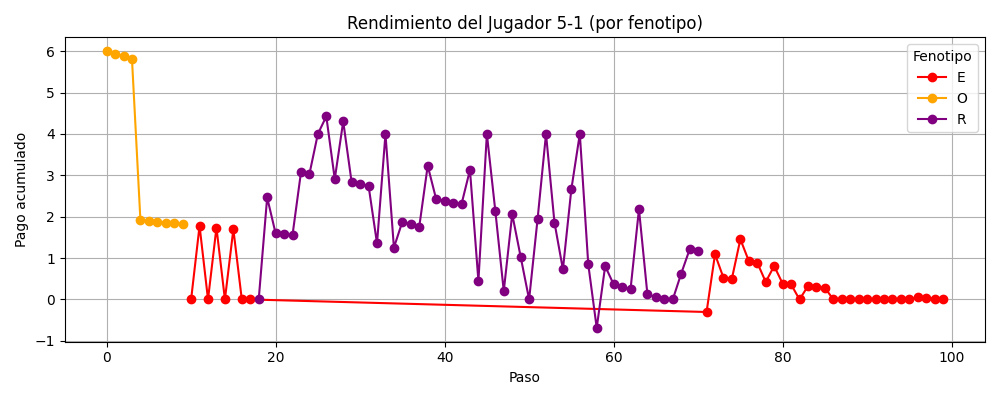 Rendimiento del Jugador 5-1 (por fenotipo)
Pago acumulado
6
5
4
3
2
1
0
−1
Fenotipo
E
O
R
0 20 40 60 80 100
Paso